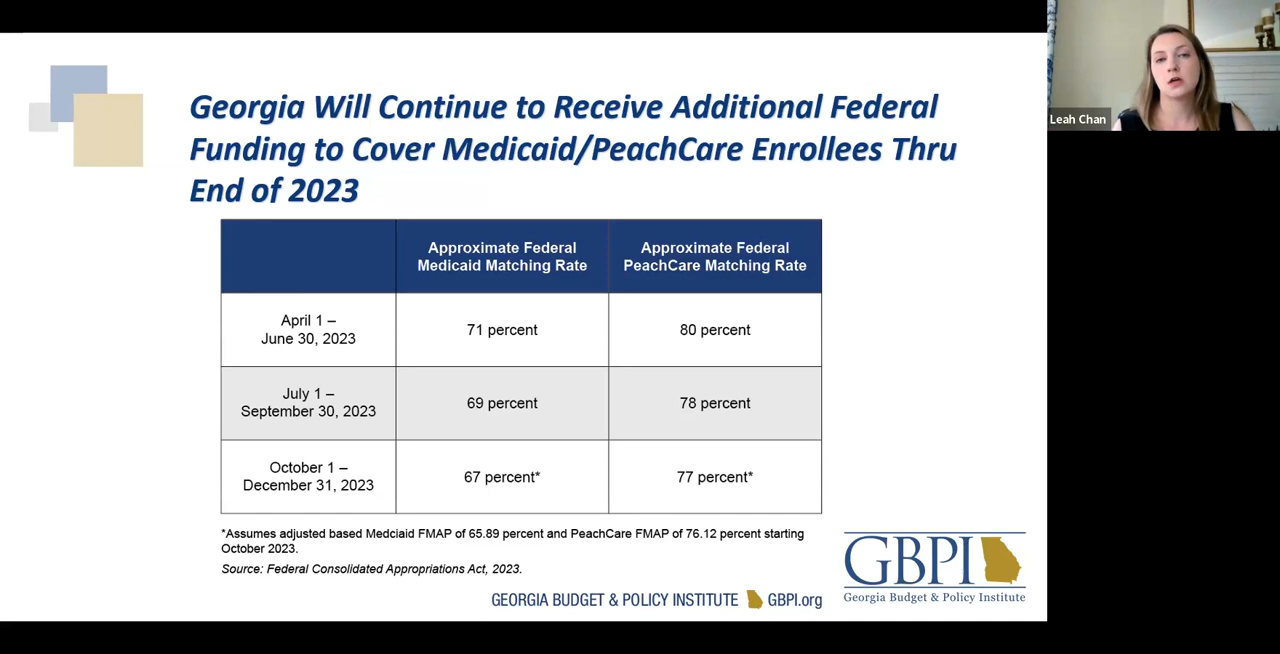 Georgia Will Continue to Receive Additional Federal
Funding to Cover Medicaid/PeachCare Enrollees Thru
End of 2023
Approximate Federal
Medicaid Matching Rate
Approximate Federal
PeachCare Matching Rate
April 1 –
June 30, 2023
71 percent
80 percent
July 1 –
September 30, 2023
69 percent
78 percent
October 1 –
December 31, 2023
67 percent*
77 percent*
*Assumes adjusted based Medciaid FMAP of 65.89 percent and PeachCare FMAP of 76.12 percent starting
October 2023.
Source: Federal Consolidated Appropriations Act, 2023.
GEORGIA BUDGET & POLICY INSTITUTE GBPI.org
GBPI
Georgia Budget & Policy Institute
Leah Chan